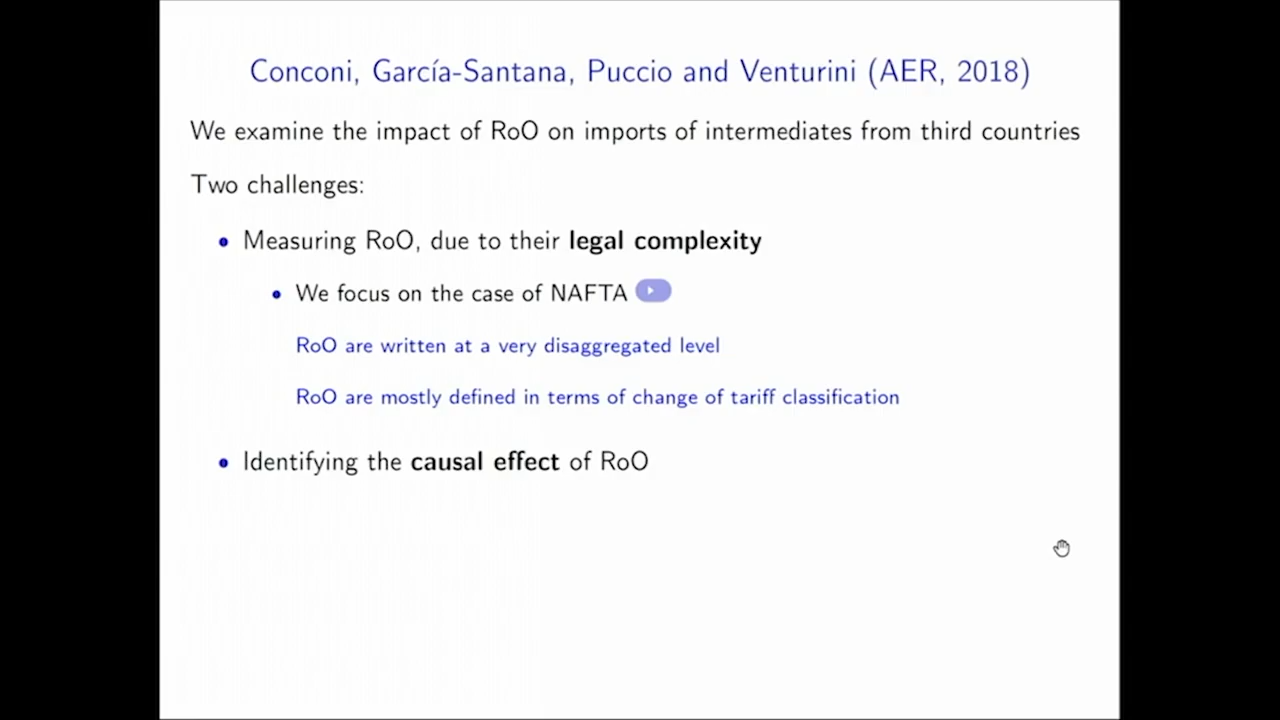 Conconi, García-Santana, Puccio and Venturini (AER, 2018)
We examine the impact of RoO on imports of intermediates from third countries
Two challenges:
Measuring RoO, due to their legal complexity
We focus on the case of NAFTA
RoO are written at a very disaggregated level
RoO are mostly defined in terms of change of tariff classification
Identifying the causal effect of RoO